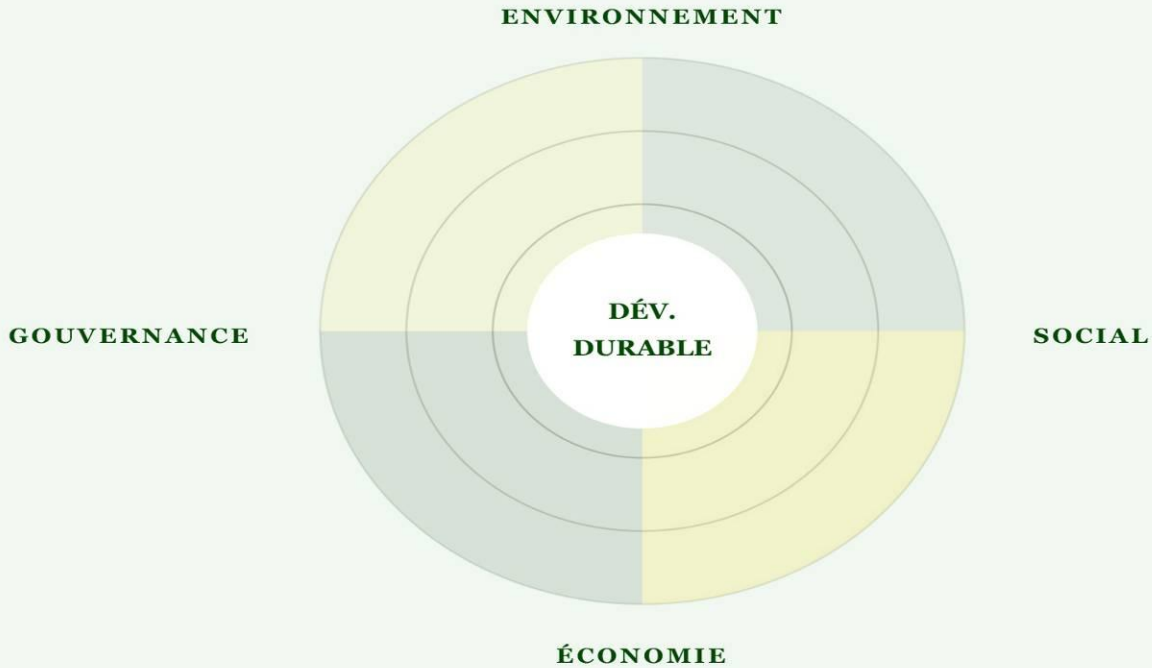 ENVIRONNEMENT
DÉV.
DURABLE
GOUVERNANCE
SOCIAL
ÉCONOMIE